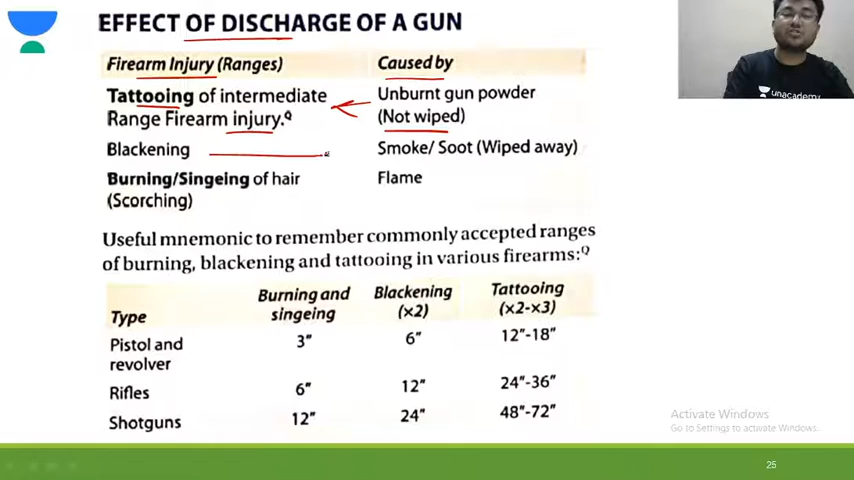 EFFECT OF DISCHARGE OF A GUN
Firearm Injury (Ranges) Caused by
Tattooing of intermediate Unburnt gun powder
Range Firearm injury.Q (Not wiped)
Blackening Smoke/ Soot (Wiped away)
Burning/Singeing of hair Flame
(Scorching)
Useful mnemonic to remember commonly accepted ranges
of burning, blackening and tattooing in various firearms:Q
Burning and Blackening Tattooing
Type singeing (×2) (×2-×3)
Pistol and 3" 6" 12"-18"
revolver
Rifles 6" 12" 24"-36"
Shotguns 12" 24" 48"-72"
unacademy
Activate Windows
Go to Settings to activate Windows.
25